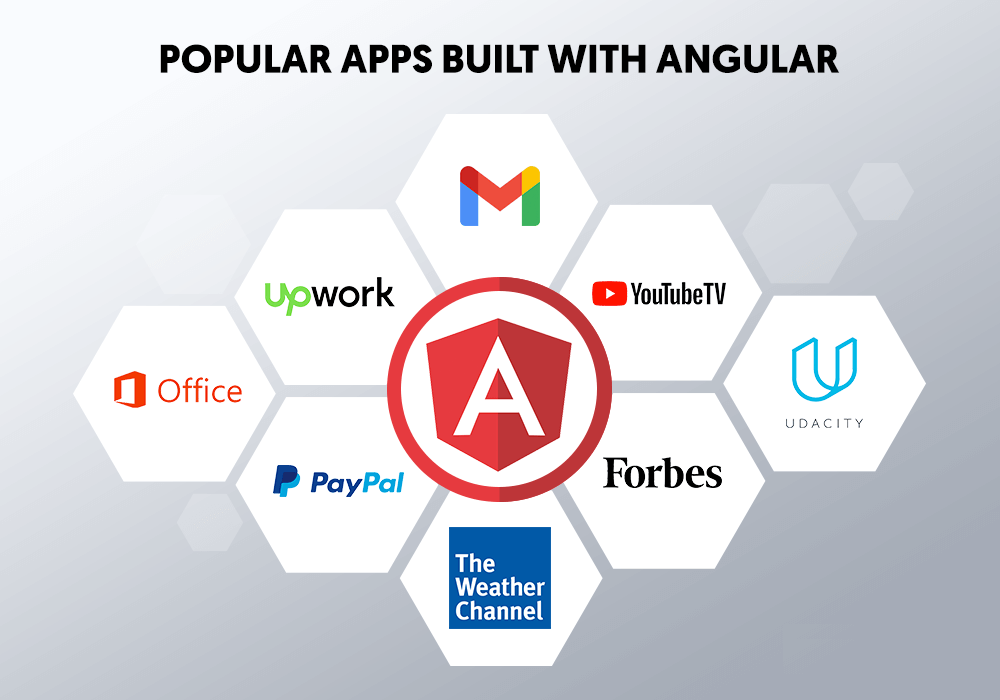 POPULAR APPS BUILT WITH ANGULAR
M
upwork
YouTubeTV
Office
A
UDACITY
PayPal
Forbes
The
Weather
Channel